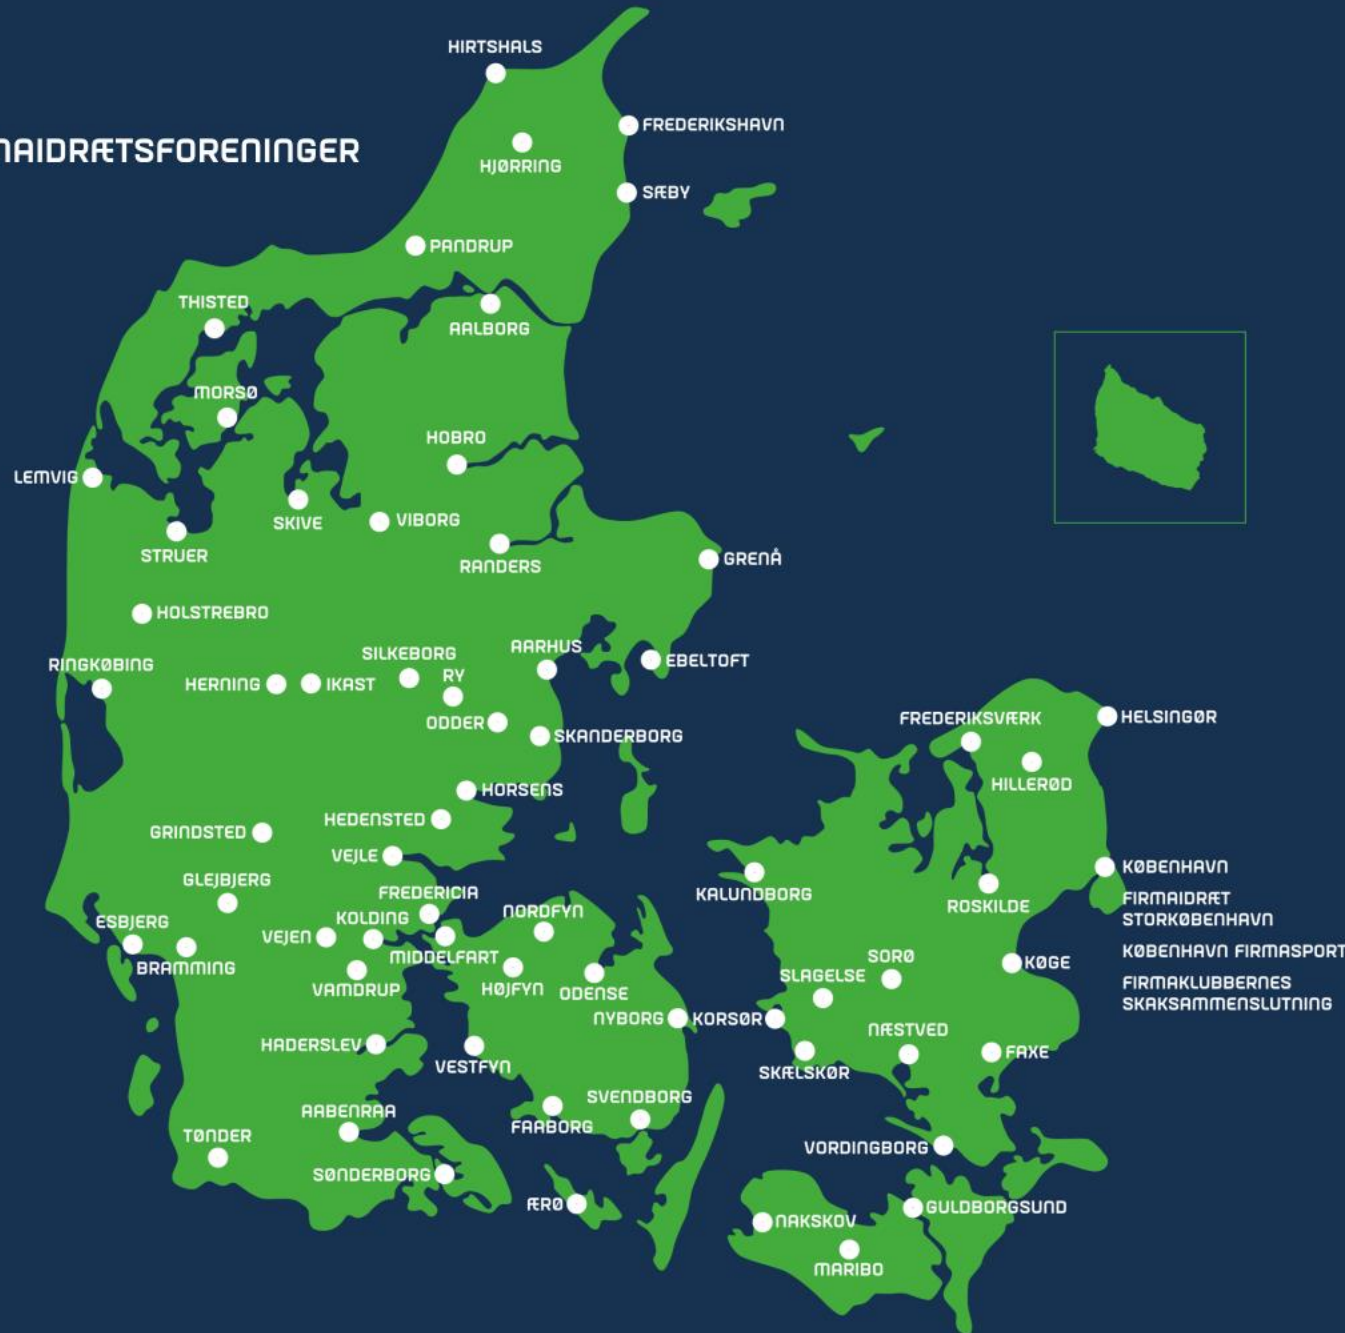 HIRTSHALS
FREDERIKSHAVN
NAIDRÆTSFORENINGER
HJØRRING
SÆBY
PANDRUP
THISTED
AALBORG
MORSØ
HOBRO
LEMVIG
SKIVE
VIBORG
STRUER
RANDERS
GRENÅ
HOLSTREBRO
AARHUS
SILKEBORG
RINGKØBING
EBELTOFT
RY
HERNING
IKAST
ODDER
SKANDERBORG
FREDERIKSVÆRK
HELSINGØR
HILLERØD
HORSENS
HEDENSTED
GRINDSTED
VEJLE
KØBENHAVN
GLEJBJERG
FREDERICIA
KALUNDBORG
FIRMAIDRÆT
STORKØBENHAVN
ROSKILDE
NORDFYN
KOLDING
ESBJERG
VEJEN
KØBENHAVN FIRMASPORT
MIDDELFART
SORØ
KØGE
BRAMMING
SLAGELSE
FIRMAKLUBBERNES
SKAKSAMMENSLUTNING
VAMDRUP
HØJFYN
ODENSE
NYBORG
KORSØR
NÆSTVED
HADERSLEV
FAXE
VESTFYN
SKÆLSKØR
SVENDBORG
AABENRAA
FAABORG
TØNDER
VORDINGBORG
SØNDERBORG
ÆRØ
GULDBORGSUND
NAKSKOV
MARIBO